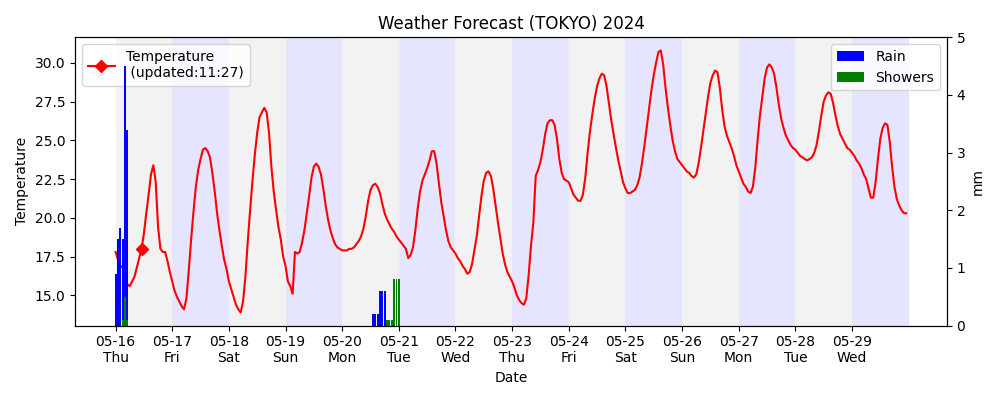 Weather Forecast (TOKYO) 2024
Temperature
(updated:11:27)
Rain
Showers
30.0
27.5
25.0
22.5
20.0
17.5
15.0
Temperature
5
4
3
2
1
0
mm
05-16 05-17 05-18 05-19 05-20 05-21 05-22 05-23 05-24 05-25 05-26 05-27 05-28 05-29
Thu Fri Sat Sun Mon Tue Wed Thu Fri Sat Sun Mon Tue Wed
Date